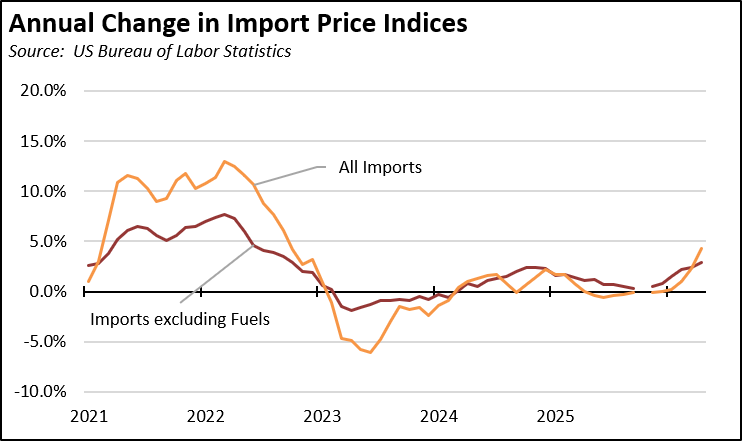 Annual Change in Import Price Indices
Source:  US Bureau of Labor Statistics
20.0%
15.0%
All Imports
10.0%
5.0%
0.0%
Imports excluding Fuels
-5.0%
-10.0%
2021 2022 2023 2024 2025